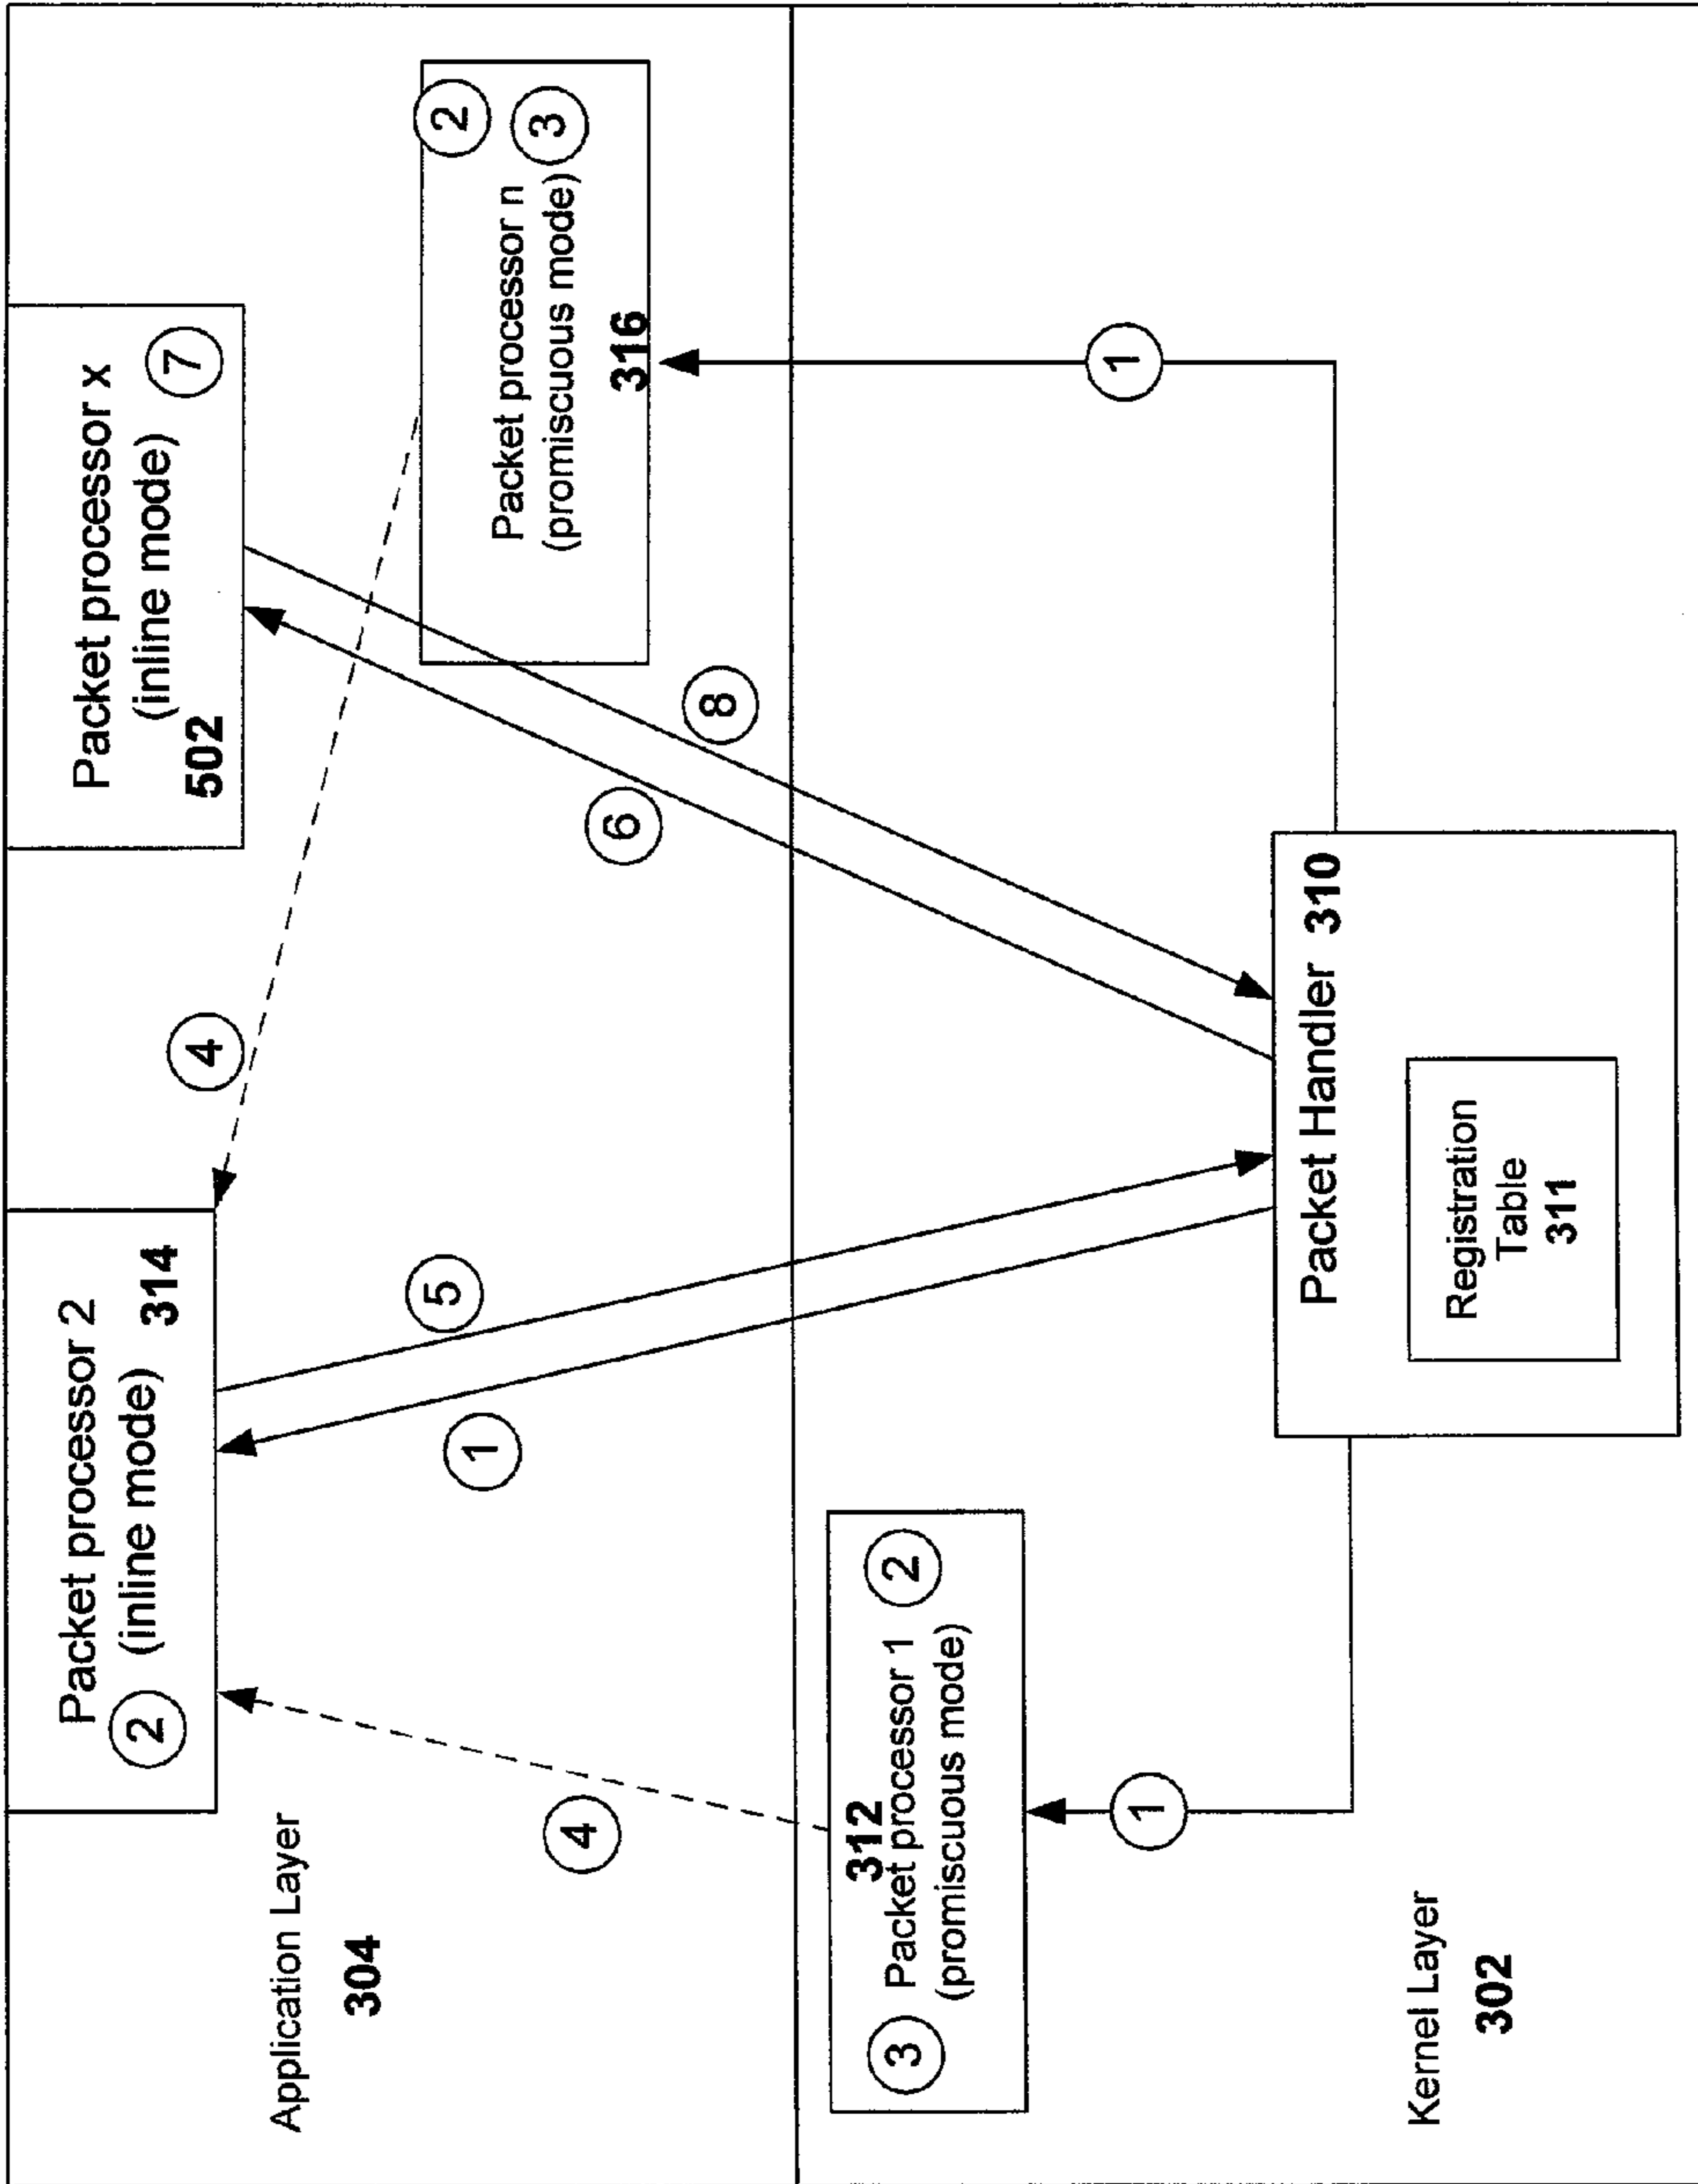 Packet processor 2
2 (inline mode) 314
Packet processor x
(inline mode) 7
502
Application Layer
304
4
5
1
4
6
8
2
3
Packet processor n
(promiscuous mode)
316
312
3 Packet processor 1 2
(promiscuous mode)
1
1
Packet Handler 310
Registration
Table
311
Kernel Layer
302